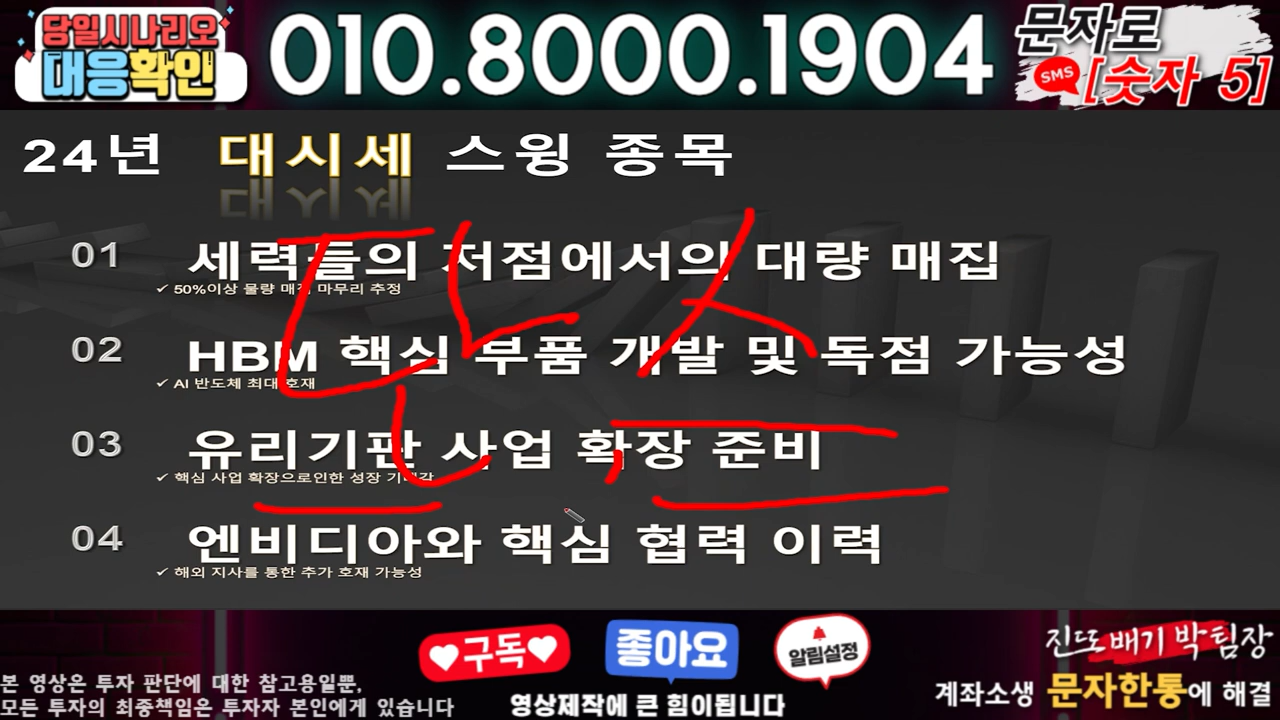 당일시나리오
대응확인
010.8000.1904
문자로
SMS [숫자 5]
24년 대시세 스윙 종목
01 세력들의 저점에서의 대량 매집
✓ 50%이상 물량 매집 마무리 추정
02 HBM 핵심 부품 개발 및 독점 가능성
✓ AI 반도체 최대 호재
03 유리기판 사업 확장 준비
✓ 핵심 사업 확장으로인한 성장 기대감
04 엔비디아와 핵심 협력 이력
✓ 해외 지사를 통한 추가 호재 가능성
구독
좋아요
알림설정
영상제작에 큰 힘이됩니다
본 영상은 투자 판단에 대한 참고용일뿐,
모든 투자의 최종책임은 투자자 본인에게 있습니다
진또배기 박팀장
계좌소생 문자한통에 해결